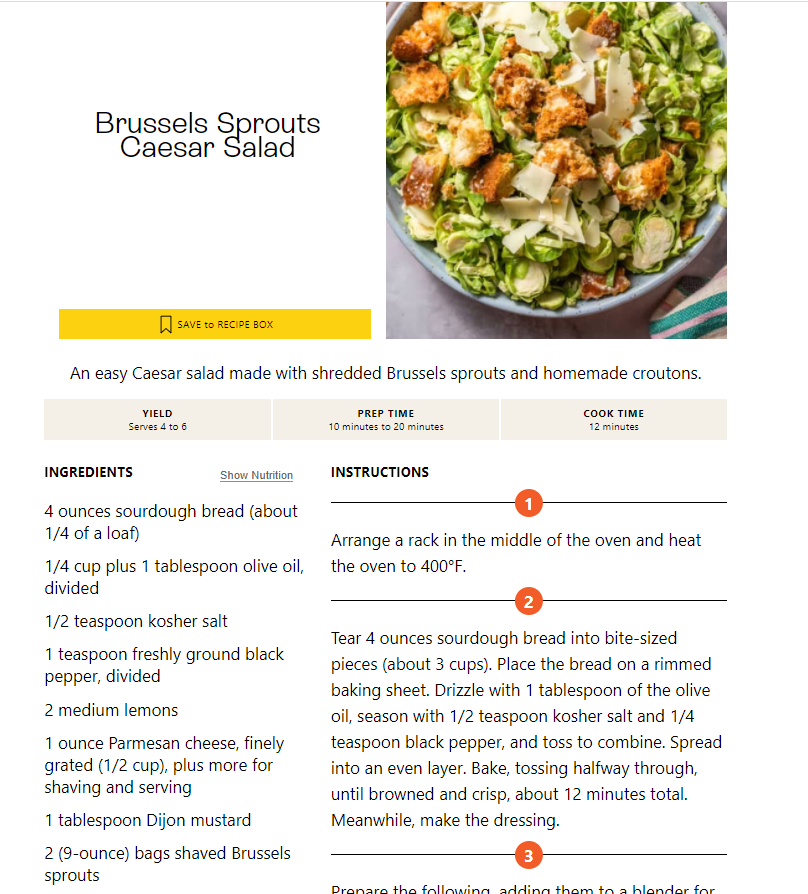 Brussels Sprouts
Caesar Salad
SAVE to RECIPE BOX
An easy Caesar salad made with shredded Brussels sprouts and homemade croutons.
YIELD
Serves 4 to 6
PREP TIME
10 minutes to 20 minutes
COOK TIME
12 minutes
INGREDIENTS
Show Nutrition
4 ounces sourdough bread (about
1/4 of a loaf)
1/4 cup plus 1 tablespoon olive oil,
divided
1/2 teaspoon kosher salt
1 teaspoon freshly ground black
pepper, divided
2 medium lemons
1 ounce Parmesan cheese, finely
grated (1/2 cup), plus more for
shaving and serving
1 tablespoon Dijon mustard
2 (9-ounce) bags shaved Brussels
sprouts
INSTRUCTIONS
1
Arrange a rack in the middle of the oven and heat
the oven to 400°F.
2
Tear 4 ounces sourdough bread into bite-sized
pieces (about 3 cups). Place the bread on a rimmed
baking sheet. Drizzle with 1 tablespoon of the olive
oil, season with 1/2 teaspoon kosher salt and 1/4
teaspoon black pepper, and toss to combine. Spread
into an even layer. Bake, tossing halfway through,
until browned and crisp, about 12 minutes total.
Meanwhile, make the dressing.
3
Prepare the following, adding them to a blender for